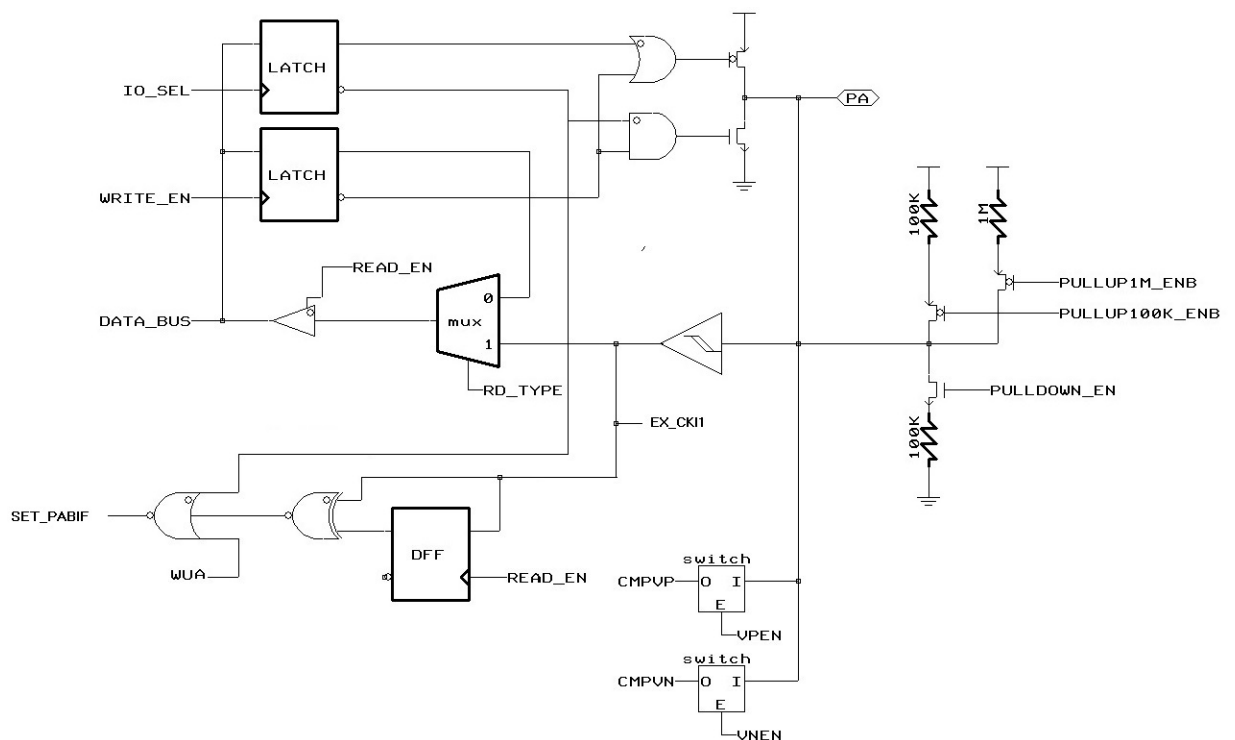 LATCH
IO_SEL
PA
LATCH
WRITE_EN
100K
1M
READ_EN
PULLUP1M_ENB
0
DATA_BUS
mux
PULLUP100K_ENB
1
RD_TYPE
PULLDOWN_EN
EX_CKI1
100K
SET_PABIF
DFF
WUA
READ_EN
switch
CMPVP
O I
E
VPEN
switch
CMPVN
O I
E
VNEN